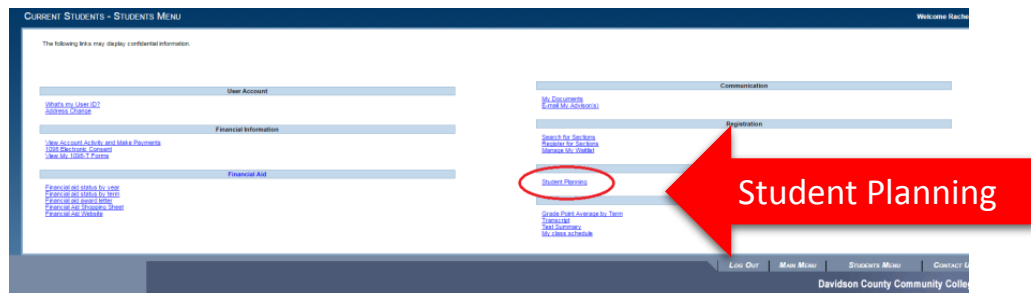 CURRENT STUDENTS - STUDENTS MENU
Welcome Rache
The following links may display confidential information.
User Account
What's my User ID?
Address Change
Financial Information
View Account Activity and Make Payments
1098 Electronic Consent
View My 1098-T Forms
Financial Aid
Financial aid status by year
Financial aid status by term
Financial aid award letter
Financial Aid Shopping Sheet
Financial Aid Website
Communication
My Documents
E-mail My Advisor(s)
Registration
Search for Sections
Register for Sections
Manage My Waitlist
Student Planning
Grade Point Average by Term
Transcript
Test Summary
My class schedule
Student Planning
LOG OUT MAIN MENU STUDENTS MENU CONTACT U
Davidson County Community Colle